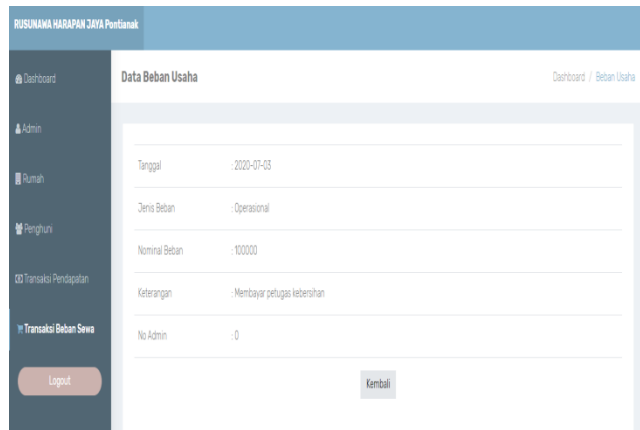 RUSUNAWA HARAPAN JAYA Pontianak
Dashboard
Admin
Rumah
Penghuni
Transaksi Pendapatan
Transaksi Beban Sewa
Logout
Data Beban Usaha
Dashboard / Beban Usaha
Tanggal : 2020-07-03
Jenis Beban : Operasional
Nominal Beban : 100000
Keterangan : Membayar petugas kebersihan
No Admin : 0
Kembali